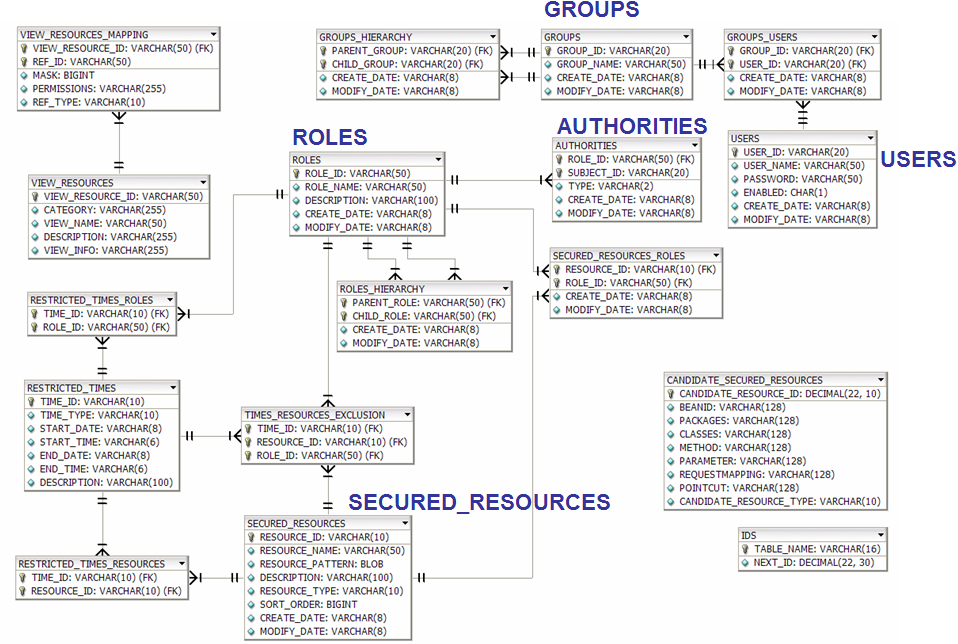 GROUPS
VIEW_RESOURCES_MAPPING
VIEW_RESOURCE_ID: VARCHAR(50) (FK)
REF_ID: VARCHAR(50)
MASK: BIGINT
PERMISSIONS: VARCHAR(255)
REF_TYPE: VARCHAR(10)
GROUPS_HIERARCHY
PARENT_GROUP: VARCHAR(20) (FK)
CHILD_GROUP: VARCHAR(20) (FK)
CREATE_DATE: VARCHAR(8)
MODIFY_DATE: VARCHAR(8)
GROUPS
GROUP_ID: VARCHAR(20)
GROUP_NAME: VARCHAR(50)
CREATE_DATE: VARCHAR(8)
MODIFY_DATE: VARCHAR(8)
GROUPS_USERS
GROUP_ID: VARCHAR(20) (FK)
USER_ID: VARCHAR(20) (FK)
CREATE_DATE: VARCHAR(8)
MODIFY_DATE: VARCHAR(8)
ROLES
AUTHORITIES
USERS
VIEW_RESOURCES
VIEW_RESOURCE_ID: VARCHAR(50)
CATEGORY: VARCHAR(255)
VIEW_NAME: VARCHAR(50)
DESCRIPTION: VARCHAR(255)
VIEW_INFO: VARCHAR(255)
ROLES
ROLE_ID: VARCHAR(50)
ROLE_NAME: VARCHAR(50)
DESCRIPTION: VARCHAR(100)
CREATE_DATE: VARCHAR(8)
MODIFY_DATE: VARCHAR(8)
AUTHORITIES
ROLE_ID: VARCHAR(50) (FK)
SUBJECT_ID: VARCHAR(20)
TYPE: VARCHAR(2)
CREATE_DATE: VARCHAR(8)
MODIFY_DATE: VARCHAR(8)
USERS
USER_ID: VARCHAR(20)
USER_NAME: VARCHAR(50)
PASSWORD: VARCHAR(50)
ENABLED: CHAR(1)
CREATE_DATE: VARCHAR(8)
MODIFY_DATE: VARCHAR(8)
SECURED_RESOURCES_ROLES
RESOURCE_ID: VARCHAR(10) (FK)
ROLE_ID: VARCHAR(50) (FK)
CREATE_DATE: VARCHAR(8)
MODIFY_DATE: VARCHAR(8)
RESTRICTED_TIMES_ROLES
TIME_ID: VARCHAR(10) (FK)
ROLE_ID: VARCHAR(50) (FK)
ROLES_HIERARCHY
PARENT_ROLE: VARCHAR(50) (FK)
CHILD_ROLE: VARCHAR(50) (FK)
CREATE_DATE: VARCHAR(8)
MODIFY_DATE: VARCHAR(8)
RESTRICTED_TIMES
TIME_ID: VARCHAR(10)
TIME_TYPE: VARCHAR(10)
START_DATE: VARCHAR(8)
START_TIME: VARCHAR(6)
END_DATE: VARCHAR(8)
END_TIME: VARCHAR(6)
DESCRIPTION: VARCHAR(100)
TIMES_RESOURCES_EXCLUSION
TIME_ID: VARCHAR(10) (FK)
RESOURCE_ID: VARCHAR(10) (FK)
ROLE_ID: VARCHAR(50) (FK)
CANDIDATE_SECURED_RESOURCES
CANDIDATE_RESOURCE_ID: DECIMAL(22, 10)
BEANID: VARCHAR(128)
PACKAGES: VARCHAR(128)
CLASSES: VARCHAR(128)
METHOD: VARCHAR(128)
PARAMETER: VARCHAR(128)
REQUESTMAPPING: VARCHAR(128)
POINTCUT: VARCHAR(128)
CANDIDATE_RESOURCE_TYPE: VARCHAR(10)
SECURED_RESOURCES
SECURED_RESOURCES
RESOURCE_ID: VARCHAR(10)
RESOURCE_NAME: VARCHAR(50)
RESOURCE_PATTERN: BLOB
DESCRIPTION: VARCHAR(100)
RESOURCE_TYPE: VARCHAR(10)
SORT_ORDER: BIGINT
CREATE_DATE: VARCHAR(8)
MODIFY_DATE: VARCHAR(8)
IDS
TABLE_NAME: VARCHAR(16)
NEXT_ID: DECIMAL(22, 30)
RESTRICTED_TIMES_RESOURCES
TIME_ID: VARCHAR(10) (FK)
RESOURCE_ID: VARCHAR(10) (FK)